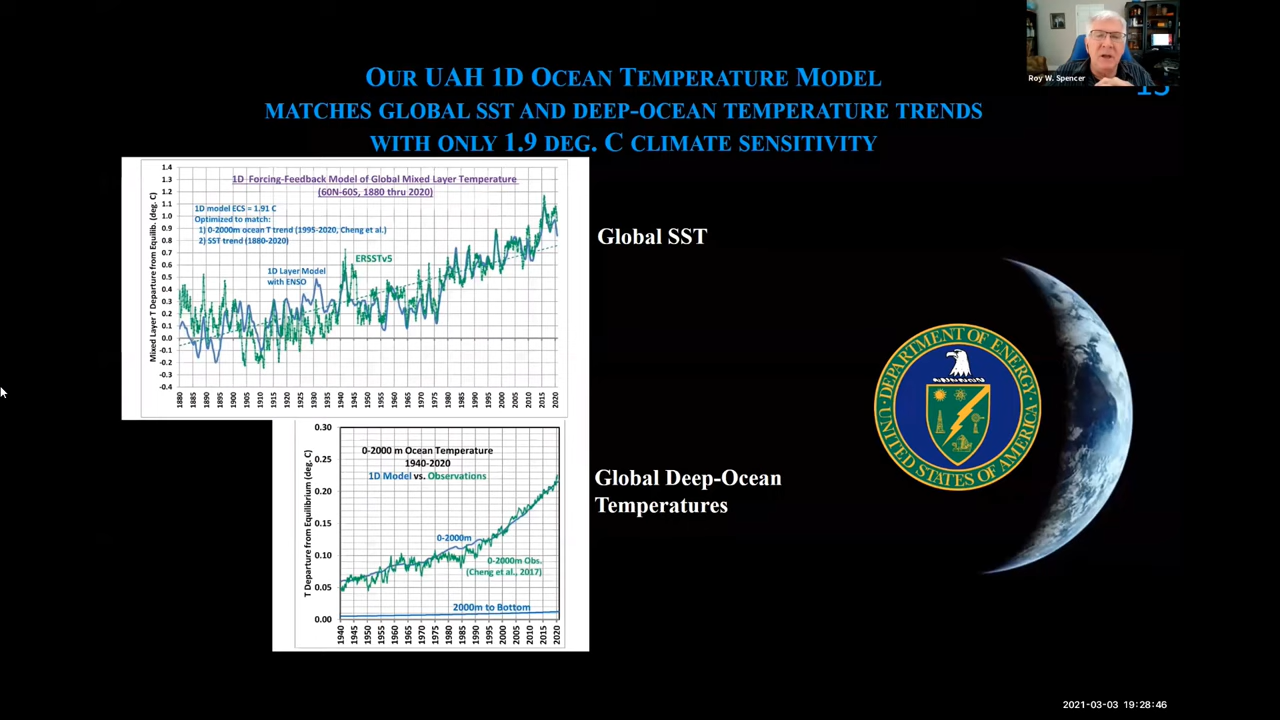 OUR UAH 1D OCEAN TEMPERATURE MODEL
MATCHES GLOBAL SST AND DEEP-OCEAN TEMPERATURE TRENDS
WITH ONLY 1.9 DEG. C CLIMATE SENSITIVITY
Roy W. Spencer
1D Forcing-Feedback Model of Global Mixed Layer Temperature
(60N-60S, 1880 thru 2020)
1D model ECS = 1.91 C
Optimized to match:
1) 0-2000m ocean T trend (1995-2020, Cheng et al.)
2) SST trend (1880-2020)
ERSSTv5
1D Layer Model
with ENSO
Mixed Layer T Departure from Equilib. (deg. C)
1.4
1.3
1.2
1.1
1.0
0.9
0.8
0.7
0.6
0.5
0.4
0.3
0.2
0.1
0.0
-0.1
-0.2
-0.3
-0.4
1880 1885 1890 1895 1900 1905 1910 1915 1920 1925 1930 1935 1940 1945 1950 1955 1960 1965 1970 1975 1980 1985 1990 1995 2000 2005 2010 2015 2020
Global SST
0-2000 m Ocean Temperature
1940-2020
1D Model vs. Observations
0-2000m
0-2000m Obs.
(Cheng et al., 2017)
2000m to Bottom
T Departure from Equilibrium (deg. C)
0.30
0.25
0.20
0.15
0.10
0.05
0.00
1940 1945 1950 1955 1960 1965 1970 1975 1980 1985 1990 1995 2000 2005 2010 2015 2020
Global Deep-Ocean
Temperatures
DEPARTMENT OF ENERGY
UNITED STATES OF AMERICA
2021-03-03 19:28:46